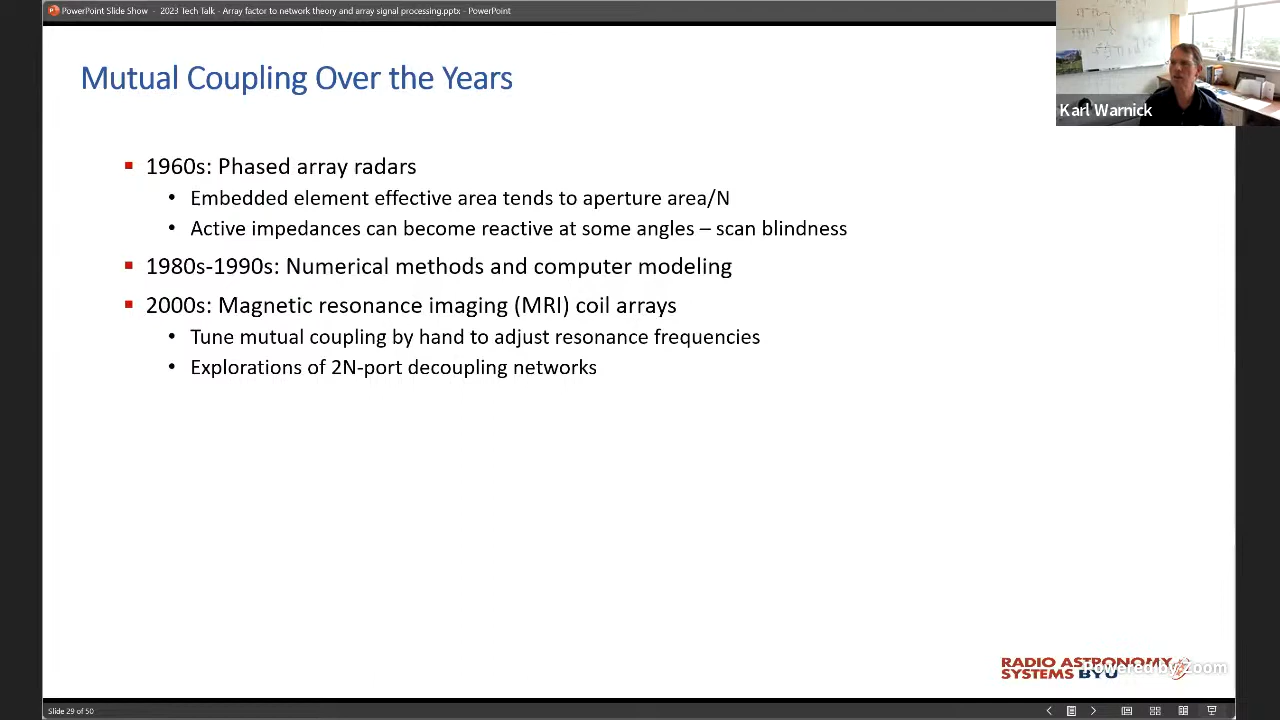 PowerPoint Slide Show - 2023 Tech Talk - Array factor to network theory and array signal processing.pptx - PowerPoint
Karl Warnick
Mutual Coupling Over the Years
1960s: Phased array radars
Embedded element effective area tends to aperture area/N
Active impedances can become reactive at some angles – scan blindness
1980s-1990s: Numerical methods and computer modeling
2000s: Magnetic resonance imaging (MRI) coil arrays
Tune mutual coupling by hand to adjust resonance frequencies
Explorations of 2N-port decoupling networks
RADIO ASTRONOMY
SYSTEMS BYU
Powered by Zoom
Slide 29 of 50